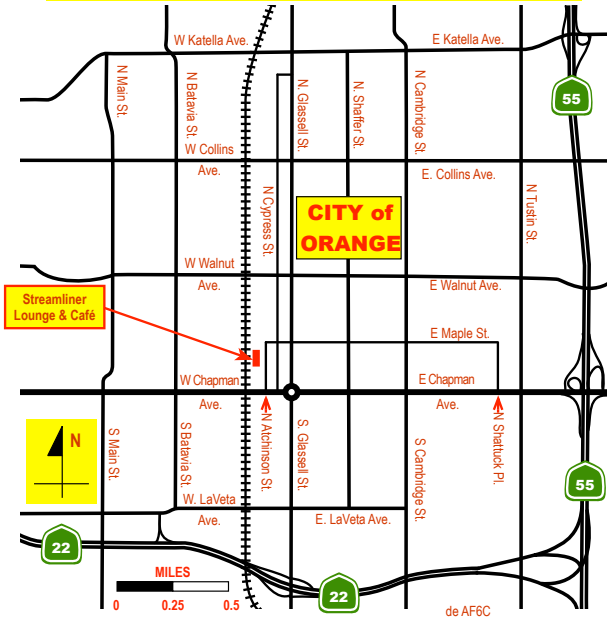 W Katella Ave.
E Katella Ave.
N Main St.
N Batavia St.
N. Glassell St.
N. Shaffer St.
N Cambridge St.
55
W Collins
Ave.
E. Collins Ave.
N Cypress St.
CITY of
ORANGE
N Tustin St.
W Walnut
Ave.
E Walnut Ave.
Streamliner
Lounge & Café
E Maple St.
W Chapman
Ave.
E Chapman
Ave.
N
S Main St.
S Batavia St.
N Atchinson St.
S. Glassell St.
S Cambridge St.
N Shattuck Pl.
55
W. LaVeta
Ave.
E. LaVeta Ave.
22
MILES
0 0.25 0.5
22
de AF6C